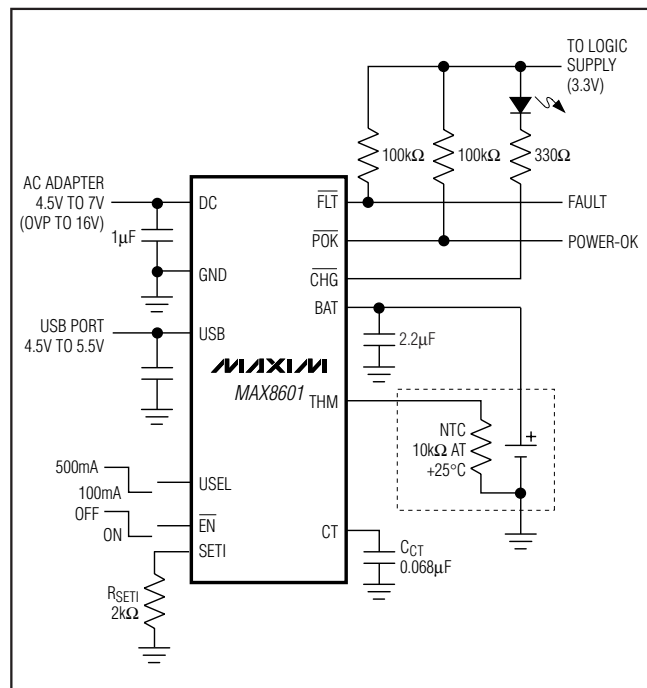 TO LOGIC
SUPPLY
(3.3V)
100kΩ
100kΩ
330Ω
AC ADAPTER
4.5V TO 7V
(OVP TO 16V)
1µF
DC
FLT
FAULT
POK
POWER-OK
GND
CHG
BAT
USB PORT
4.5V TO 5.5V
USB
2.2µF
MAXIM
MAX8601
THM
NTC
10kΩ AT
+25°C
+
500mA
100mA
USEL
OFF
ON
EN
CT
CCT
0.068µF
SETI
RSETI
2kΩ